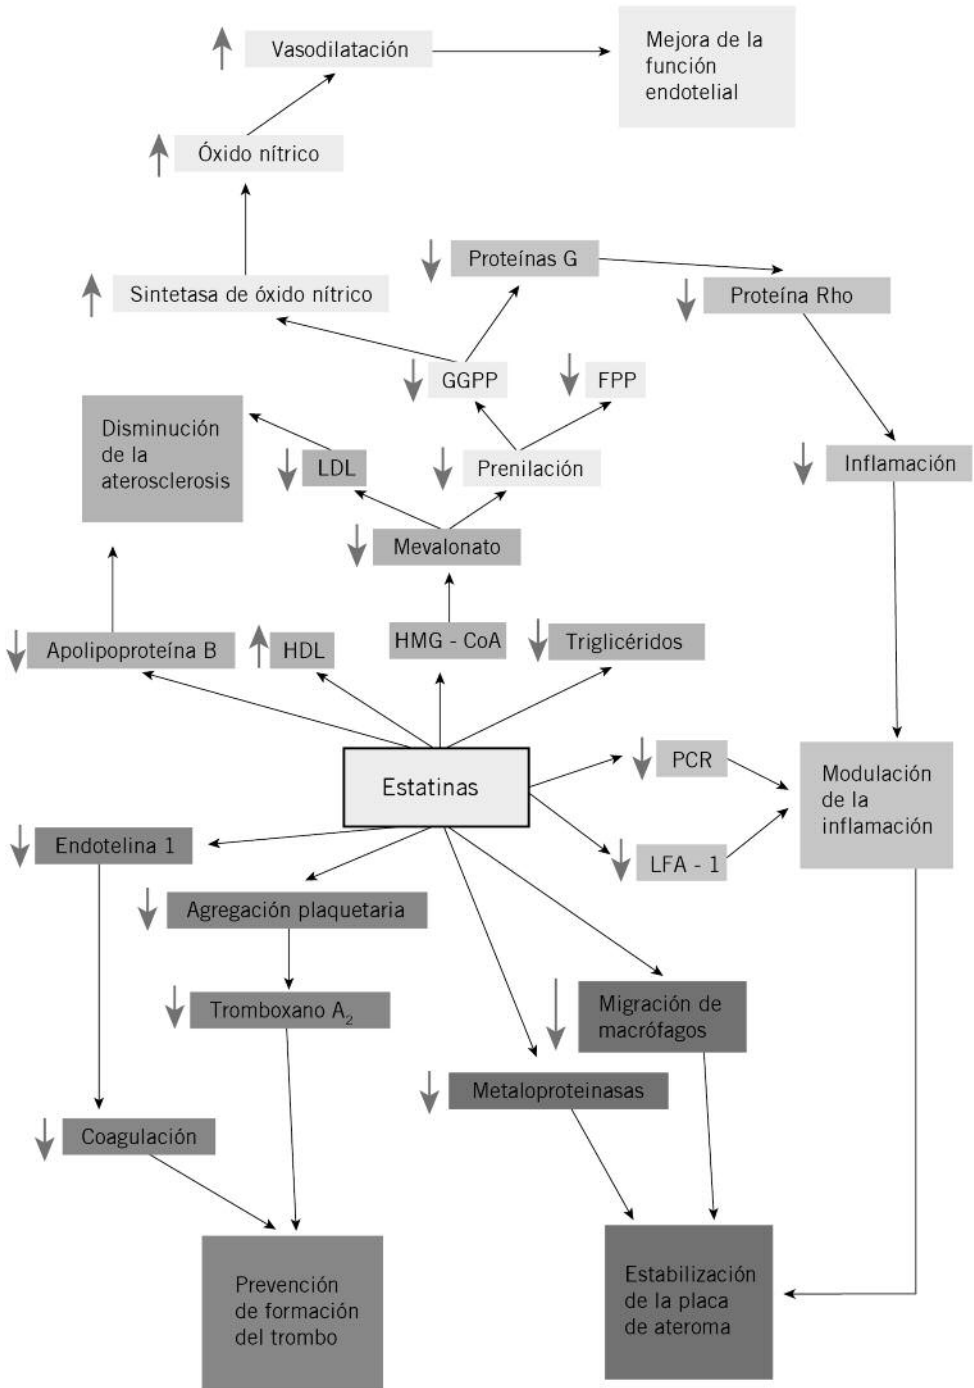 Vasodilatación
Mejora de la
función
endotelial
Óxido nítrico
Proteínas G
Sintetasa de óxido nítrico
Proteína Rho
GGPP
FPP
Disminución
de la
aterosclerosis
LDL
Prenilación
Inflamación
Mevalonato
Apolipoproteína B
HDL
HMG - CoA
Triglicéridos
Estatinas
PCR
Modulación
de la
inflamación
Endotelina 1
LFA - 1
Agregación plaquetaria
Tromboxano A₂
Migración de
macrófagos
Metaloproteinasas
Coagulación
Prevención
de formación
del trombo
Estabilización
de la placa
de ateroma